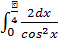 ∫₀^{⍰/4} 2dx / cos²x